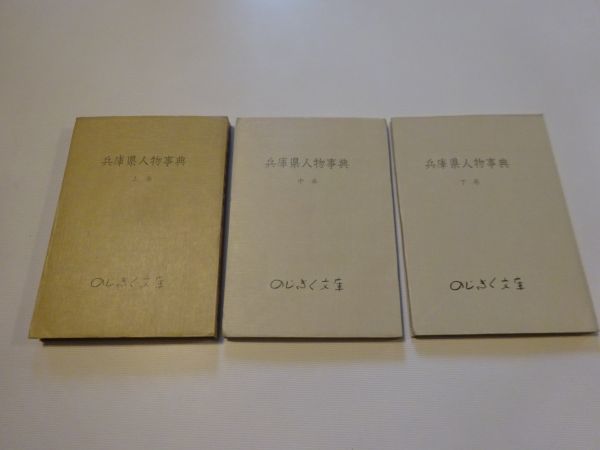 兵庫県人物事典
上巻
のじぎく文庫
兵庫県人物事典
中巻
のじぎく文庫
兵庫県人物事典
下巻
のじぎく文庫